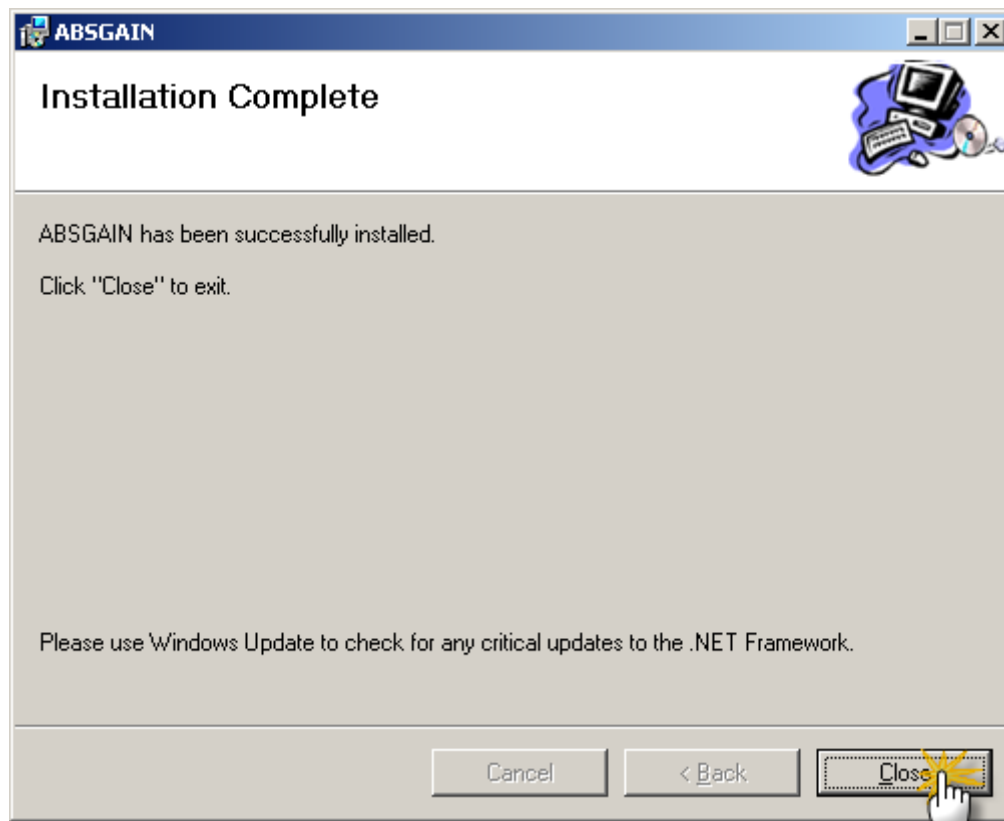 ABSGAIN
Installation Complete
ABSGAIN has been successfully installed.
Click "Close" to exit.
Please use Windows Update to check for any critical updates to the .NET Framework.
Cancel
< Back
Close